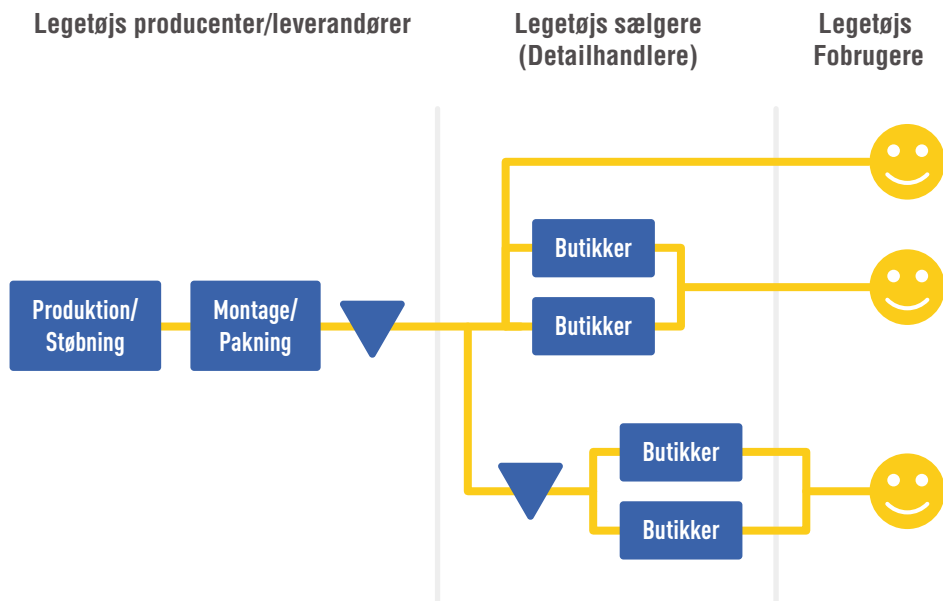 Legetøjs producenter/leverandører
Legetøjs sælgere
(Detailhandlere)
Legetøjs
Fobrugere
Produktion/
Støbning
Montage/
Pakning
Butikker
Butikker
Butikker
Butikker